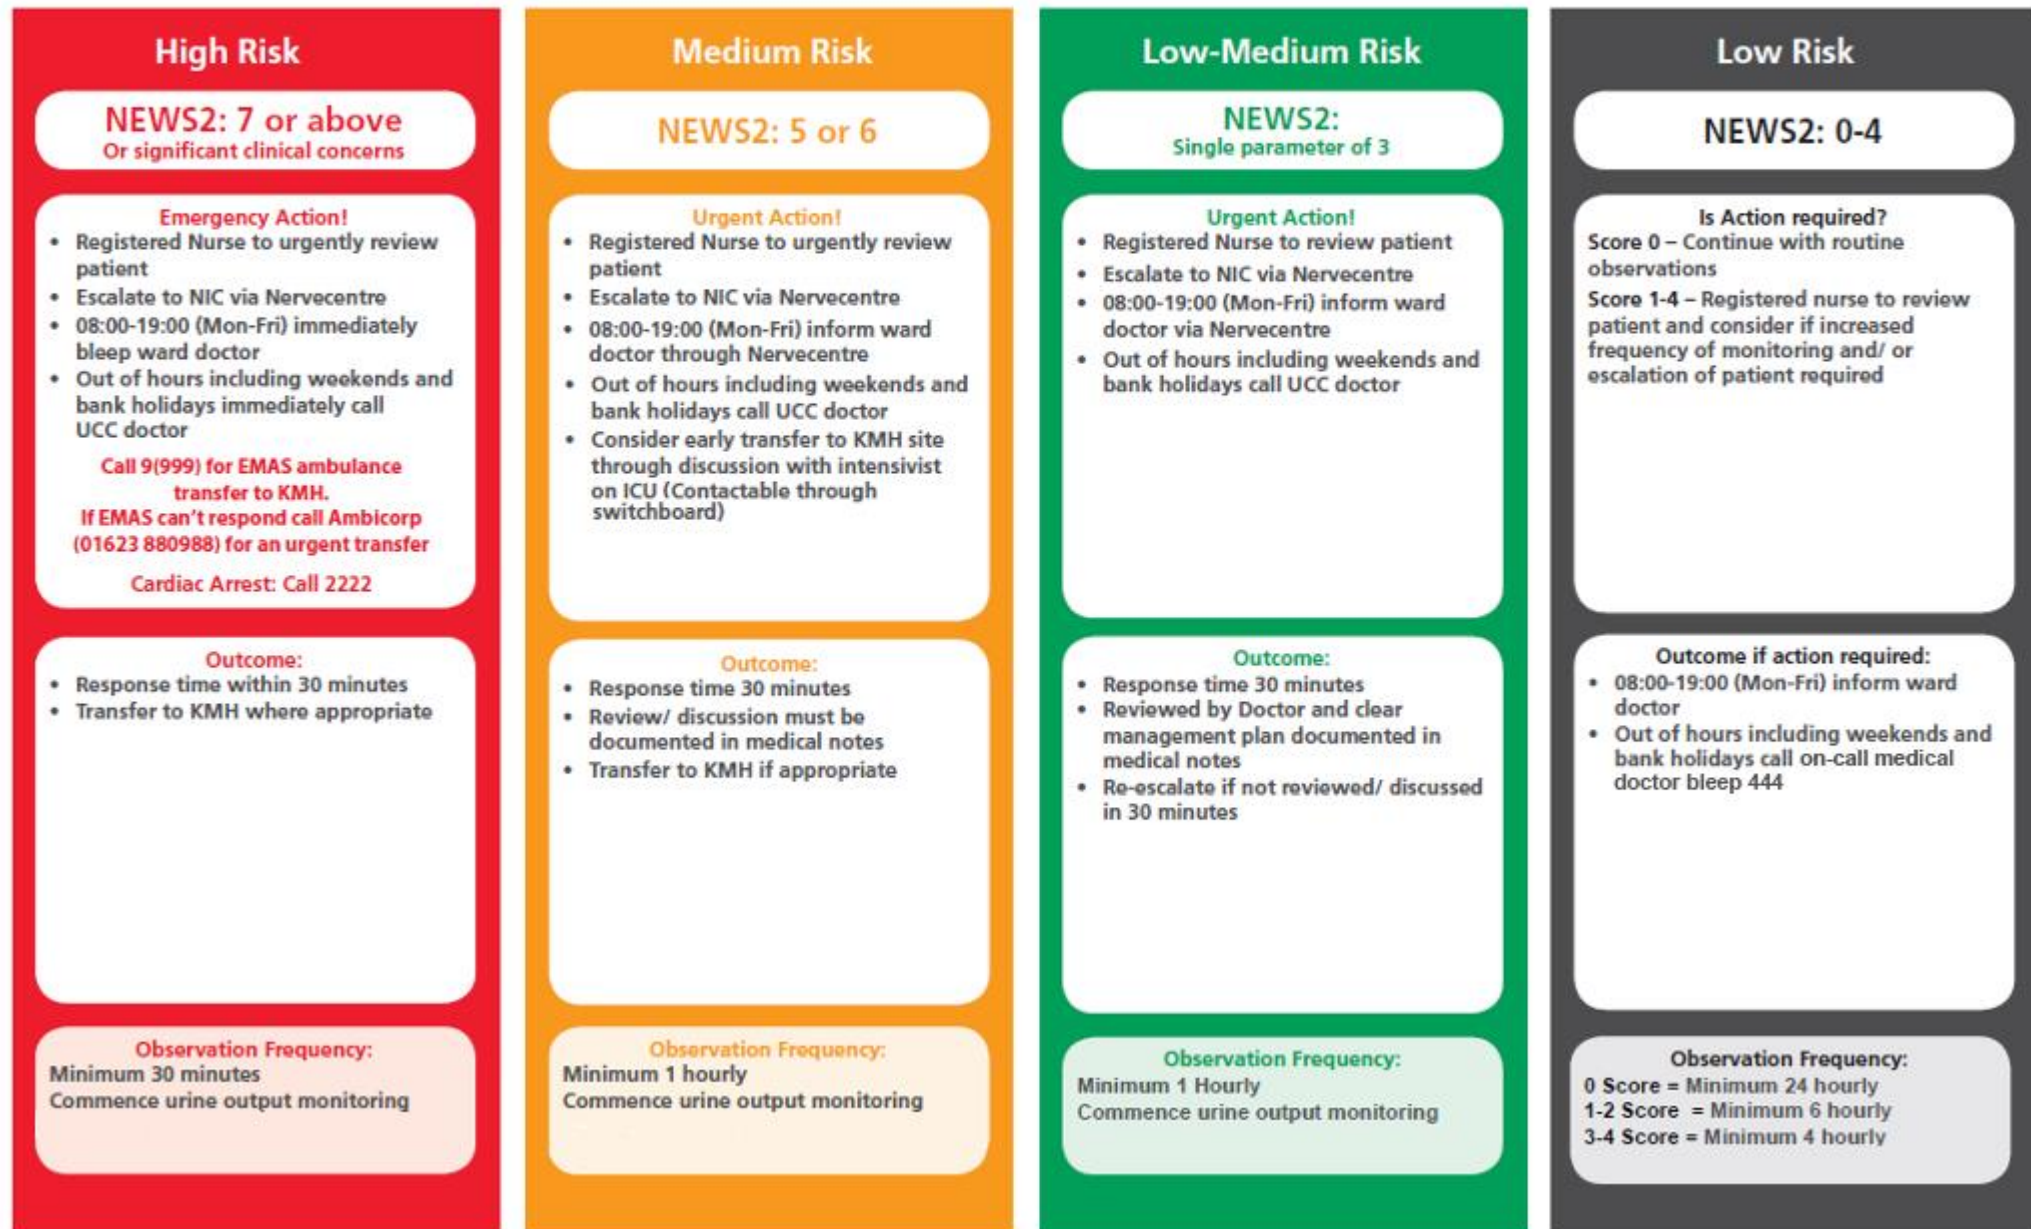 High Risk
NEWS2: 7 or above
Or significant clinical concerns
Emergency Action!
• Registered Nurse to urgently review
patient
• Escalate to NIC via Nervecentre
• 08:00-19:00 (Mon-Fri) immediately
bleep ward doctor
• Out of hours including weekends and
bank holidays immediately call
UCC doctor
Call 9(999) for EMAS ambulance
transfer to KMH.
If EMAS can't respond call Ambicorp
(01623 880988) for an urgent transfer
Cardiac Arrest: Call 2222
Outcome:
• Response time within 30 minutes
• Transfer to KMH where appropriate
Observation Frequency:
Minimum 30 minutes
Commence urine output monitoring
Medium Risk
NEWS2: 5 or 6
Urgent Action!
• Registered Nurse to urgently review
patient
• Escalate to NIC via Nervecentre
• 08:00-19:00 (Mon-Fri) inform ward
doctor through Nervecentre
• Out of hours including weekends and
bank holidays call UCC doctor
• Consider early transfer to KMH site
through discussion with intensivist
on ICU (Contactable through
switchboard)
Outcome:
• Response time 30 minutes
• Review/ discussion must be
documented in medical notes
• Transfer to KMH if appropriate
Observation Frequency:
Minimum 1 hourly
Commence urine output monitoring
Low-Medium Risk
NEWS2:
Single parameter of 3
Urgent Action!
• Registered Nurse to review patient
• Escalate to NIC via Nervecentre
• 08:00-19:00 (Mon-Fri) inform ward
doctor via Nervecentre
• Out of hours including weekends and
bank holidays call UCC doctor
Outcome:
• Response time 30 minutes
• Reviewed by Doctor and clear
management plan documented in
medical notes
• Re-escalate if not reviewed/ discussed
in 30 minutes
Observation Frequency:
Minimum 1 Hourly
Commence urine output monitoring
Low Risk
NEWS2: 0-4
Is Action required?
Score 0 – Continue with routine
observations
Score 1-4 – Registered nurse to review
patient and consider if increased
frequency of monitoring and/ or
escalation of patient required
Outcome if action required:
• 08:00-19:00 (Mon-Fri) inform ward
doctor
• Out of hours including weekends and
bank holidays call on-call medical
doctor bleep 444
Observation Frequency:
0 Score = Minimum 24 hourly
1-2 Score = Minimum 6 hourly
3-4 Score = Minimum 4 hourly